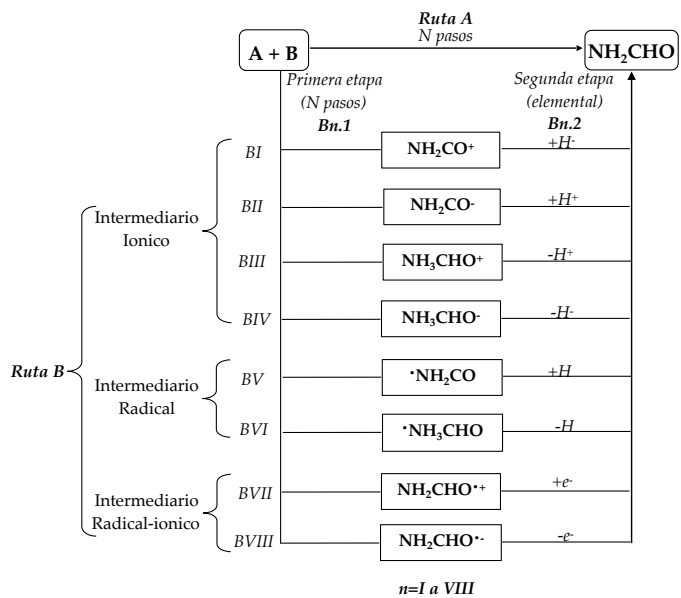 Ruta A
N pasos
A + B
NH₂CHO
Primera etapa
(N pasos)
Bn.1
Segunda etapa
(elemental)
Bn.2
BI
NH₂CO⁺
+H⁻
Intermediario
Ionico
BII
NH₂CO⁻
+H⁺
BIII
NH₃CHO⁺
-H⁺
BIV
NH₃CHO⁻
-H⁻
Ruta B
Intermediario
Radical
BV
·NH₂CO
+H
BVI
·NH₃CHO
-H
Intermediario
Radical-ionico
BVII
NH₂CHO·⁺
+e⁻
BVIII
NH₂CHO·⁻
-e⁻
n=I a VIII